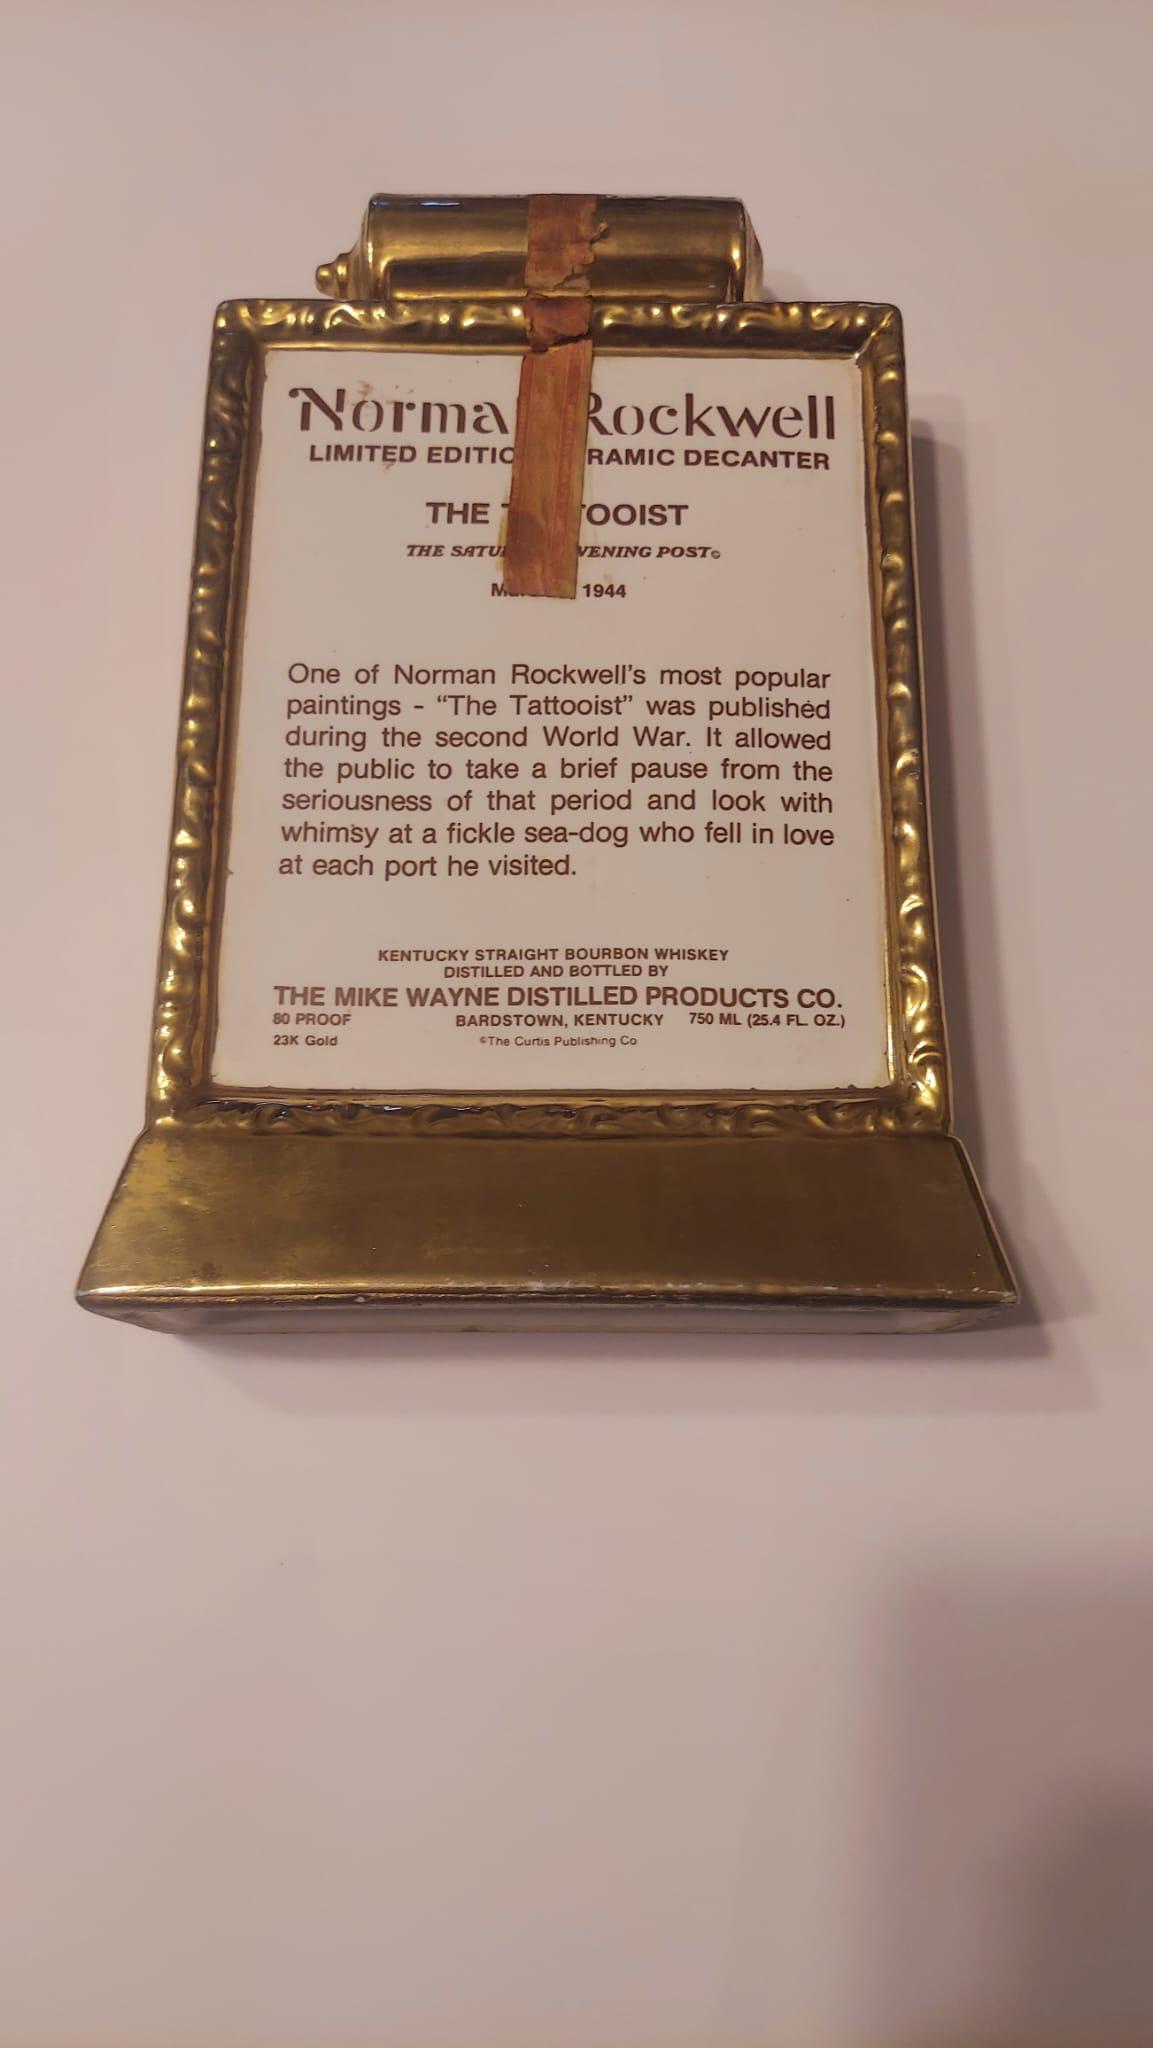 Norma Rockwell
LIMITED EDITIO RAMIC DECANTER
THE T TOOIST
THE SATU VENING POST©
1944
One of Norman Rockwell's most popular
paintings - "The Tattooist" was published
during the second World War. It allowed
the public to take a brief pause from the
seriousness of that period and look with
whimsy at a fickle sea-dog who fell in love
at each port he visited.
KENTUCKY STRAIGHT BOURBON WHISKEY
DISTILLED AND BOTTLED BY
THE MIKE WAYNE DISTILLED PRODUCTS CO.
80 PROOF BARDSTOWN, KENTUCKY 750 ML (25.4 FL. OZ.)
23K Gold ©The Curtis Publishing Co